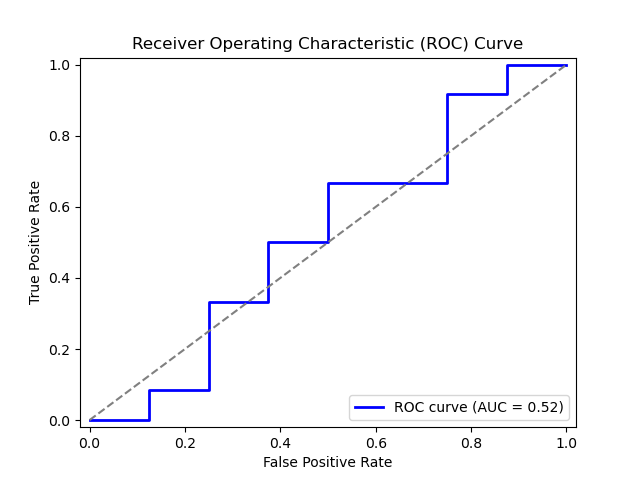 Receiver Operating Characteristic (ROC) Curve
True Positive Rate
1.0
0.8
0.6
0.4
0.2
0.0
ROC curve (AUC = 0.52)
0.0 0.2 0.4 0.6 0.8 1.0
False Positive Rate